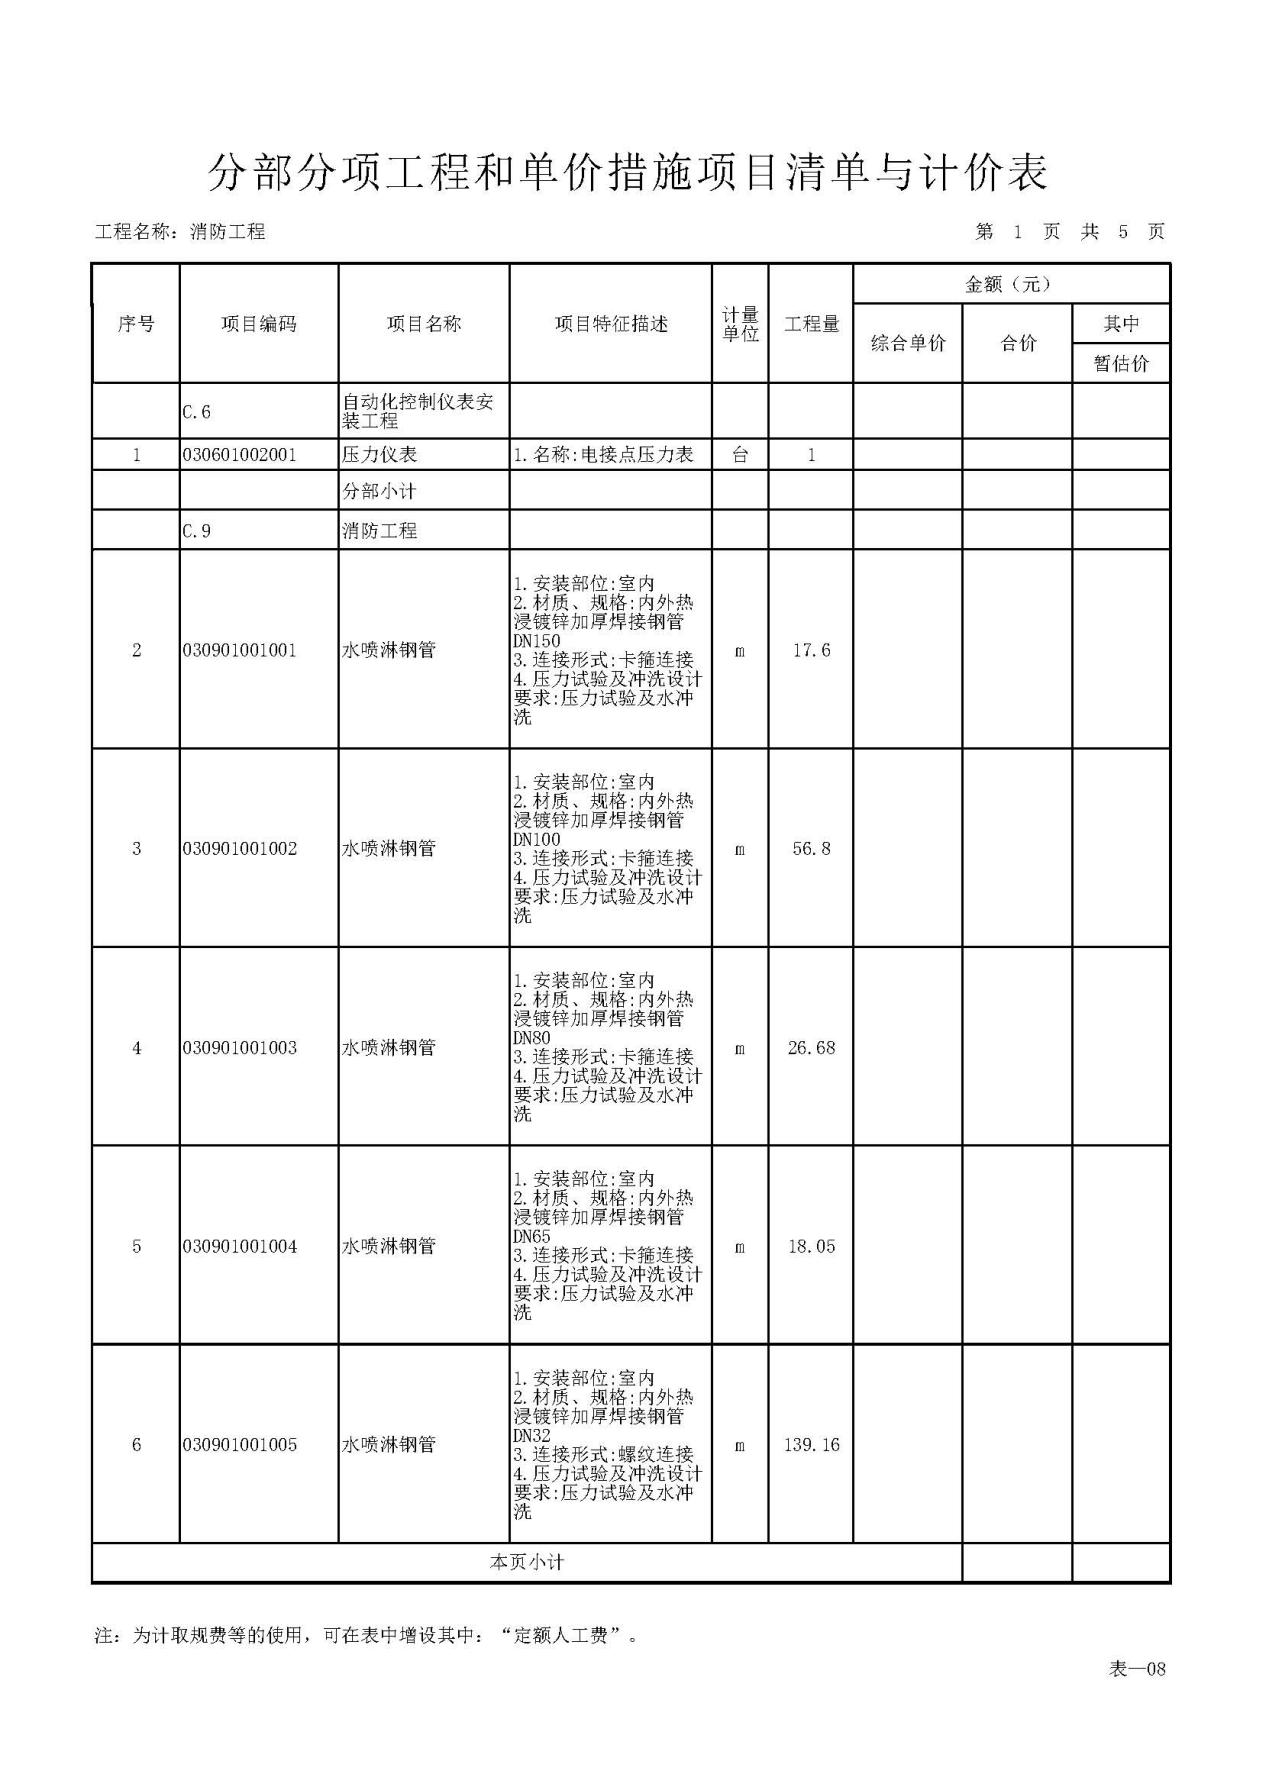 分部分项工程和单价措施项目清单与计价表
工程名称：消防工程
第 1 页 共 5 页
序号
项目编码
项目名称
项目特征描述
计量
单位
工程量
金额（元）
综合单价
合价
其中
暂估价
C.6
自动化控制仪表安
装工程
1
030601002001
压力仪表
1.名称:电接点压力表
台
1
分部小计
C.9
消防工程
2
030901001001
水喷淋钢管
1.安装部位:室内
2.材质、规格:内外热
浸镀锌加厚焊接钢管
DN150
3.连接形式:卡箍连接
4.压力试验及冲洗设计
要求:压力试验及水冲
洗
m
17.6
3
030901001002
水喷淋钢管
1.安装部位:室内
2.材质、规格:内外热
浸镀锌加厚焊接钢管
DN100
3.连接形式:卡箍连接
4.压力试验及冲洗设计
要求:压力试验及水冲
洗
m
56.8
4
030901001003
水喷淋钢管
1.安装部位:室内
2.材质、规格:内外热
浸镀锌加厚焊接钢管
DN80
3.连接形式:卡箍连接
4.压力试验及冲洗设计
要求:压力试验及水冲
洗
m
26.68
5
030901001004
水喷淋钢管
1.安装部位:室内
2.材质、规格:内外热
浸镀锌加厚焊接钢管
DN65
3.连接形式:卡箍连接
4.压力试验及冲洗设计
要求:压力试验及水冲
洗
m
18.05
6
030901001005
水喷淋钢管
1.安装部位:室内
2.材质、规格:内外热
浸镀锌加厚焊接钢管
DN32
3.连接形式:螺纹连接
4.压力试验及冲洗设计
要求:压力试验及水冲
洗
m
139.16
本页小计
注：为计取规费等的使用，可在表中增设其中：“定额人工费”。
表—08